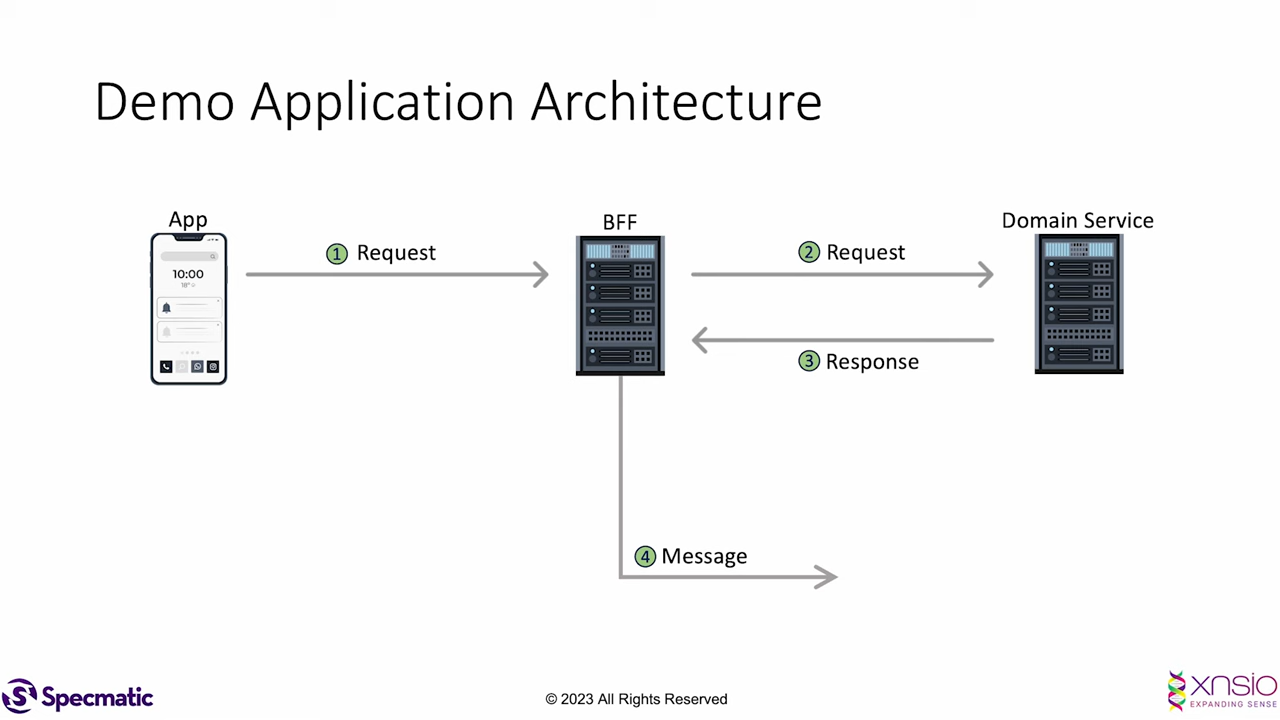 Demo Application Architecture
App
BFF
Domain Service
1 Request
2 Request
10:00
18°
3 Response
4 Message
Specmatic
© 2023 All Rights Reserved
xnsio
EXPANDING SENSE